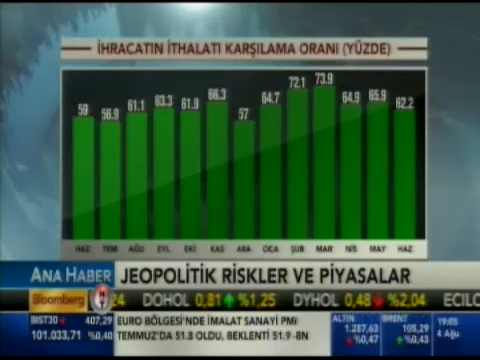 İHRACATIN İTHALATI KARŞILAMA ORANI (YÜZDE)
59 56.9 61.1 63.3 61.9 66.3 57 64.7 72.1 73.9 64.9 65.9 62.2
HAZ TEM AĞU EYL EKİ KAS ARA OCA ŞUB MAR NİS MAY HAZ
ANA HABER JEOPOLİTİK RİSKLER VE PİYASALAR
Bloomberg HT 24 DOHOL 0,81 %1,25 DYHOL 0,48 %2,04 ECILC
BIST30 407,29
101.033,71 %0,40
EURO BÖLGESİ'NDE İMALAT SANAYİ PMI
TEMMUZ'DA 51.8 OLDU, BEKLENTİ 51.9 -BN
ALTIN
1.287,63
%0,47
BRENT
105,29
%0,43
19:05
4 Ağu